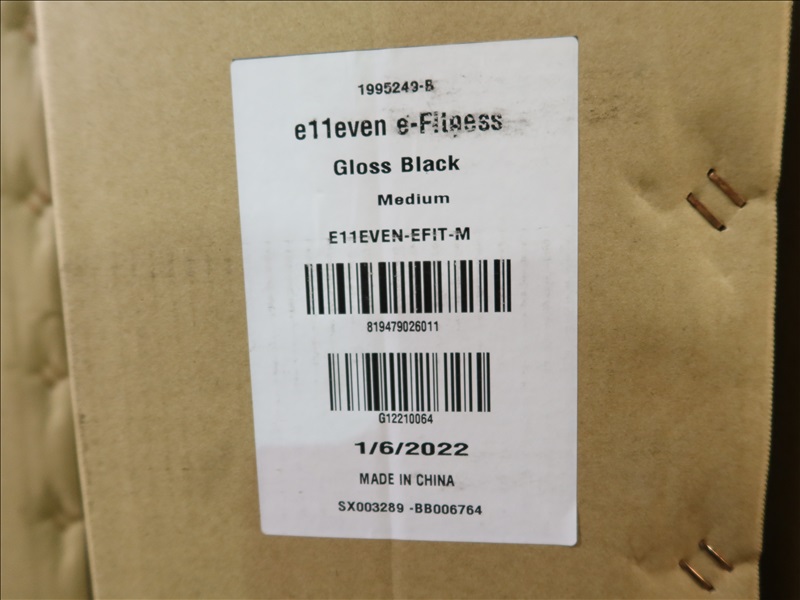 1995249-B
e11even e-Fitness
Gloss Black
Medium
E11EVEN-EFIT-M
819479026011
G12210064
1/6/2022
MADE IN CHINA
SX003289 -BB006764